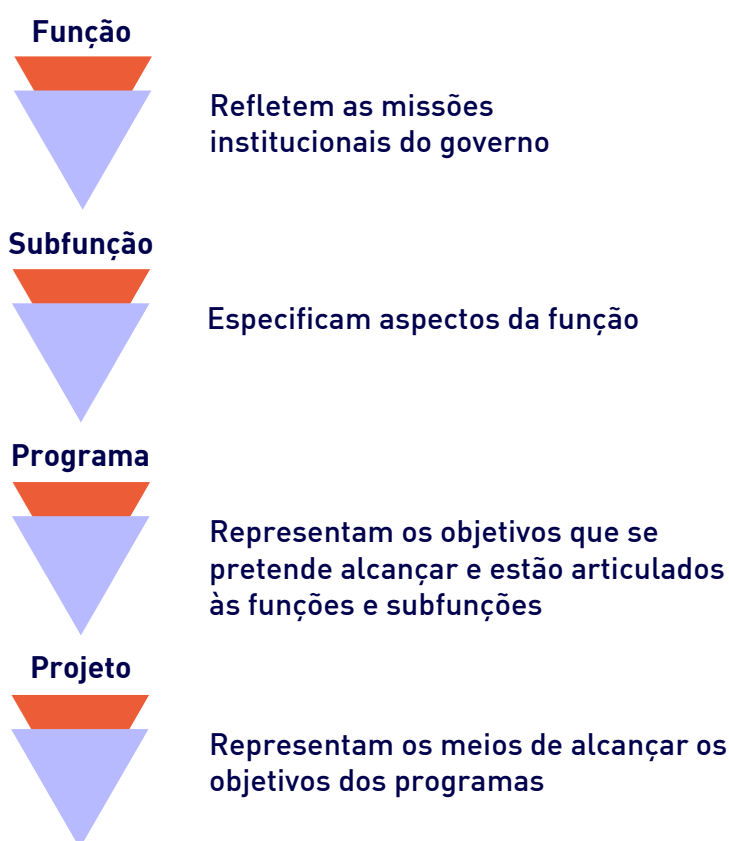 Função
Refletem as missões
institucionais do governo
Subfunção
Especificam aspectos da função
Programa
Representam os objetivos que se
pretende alcançar e estão articulados
às funções e subfunções
Projeto
Representam os meios de alcançar os
objetivos dos programas